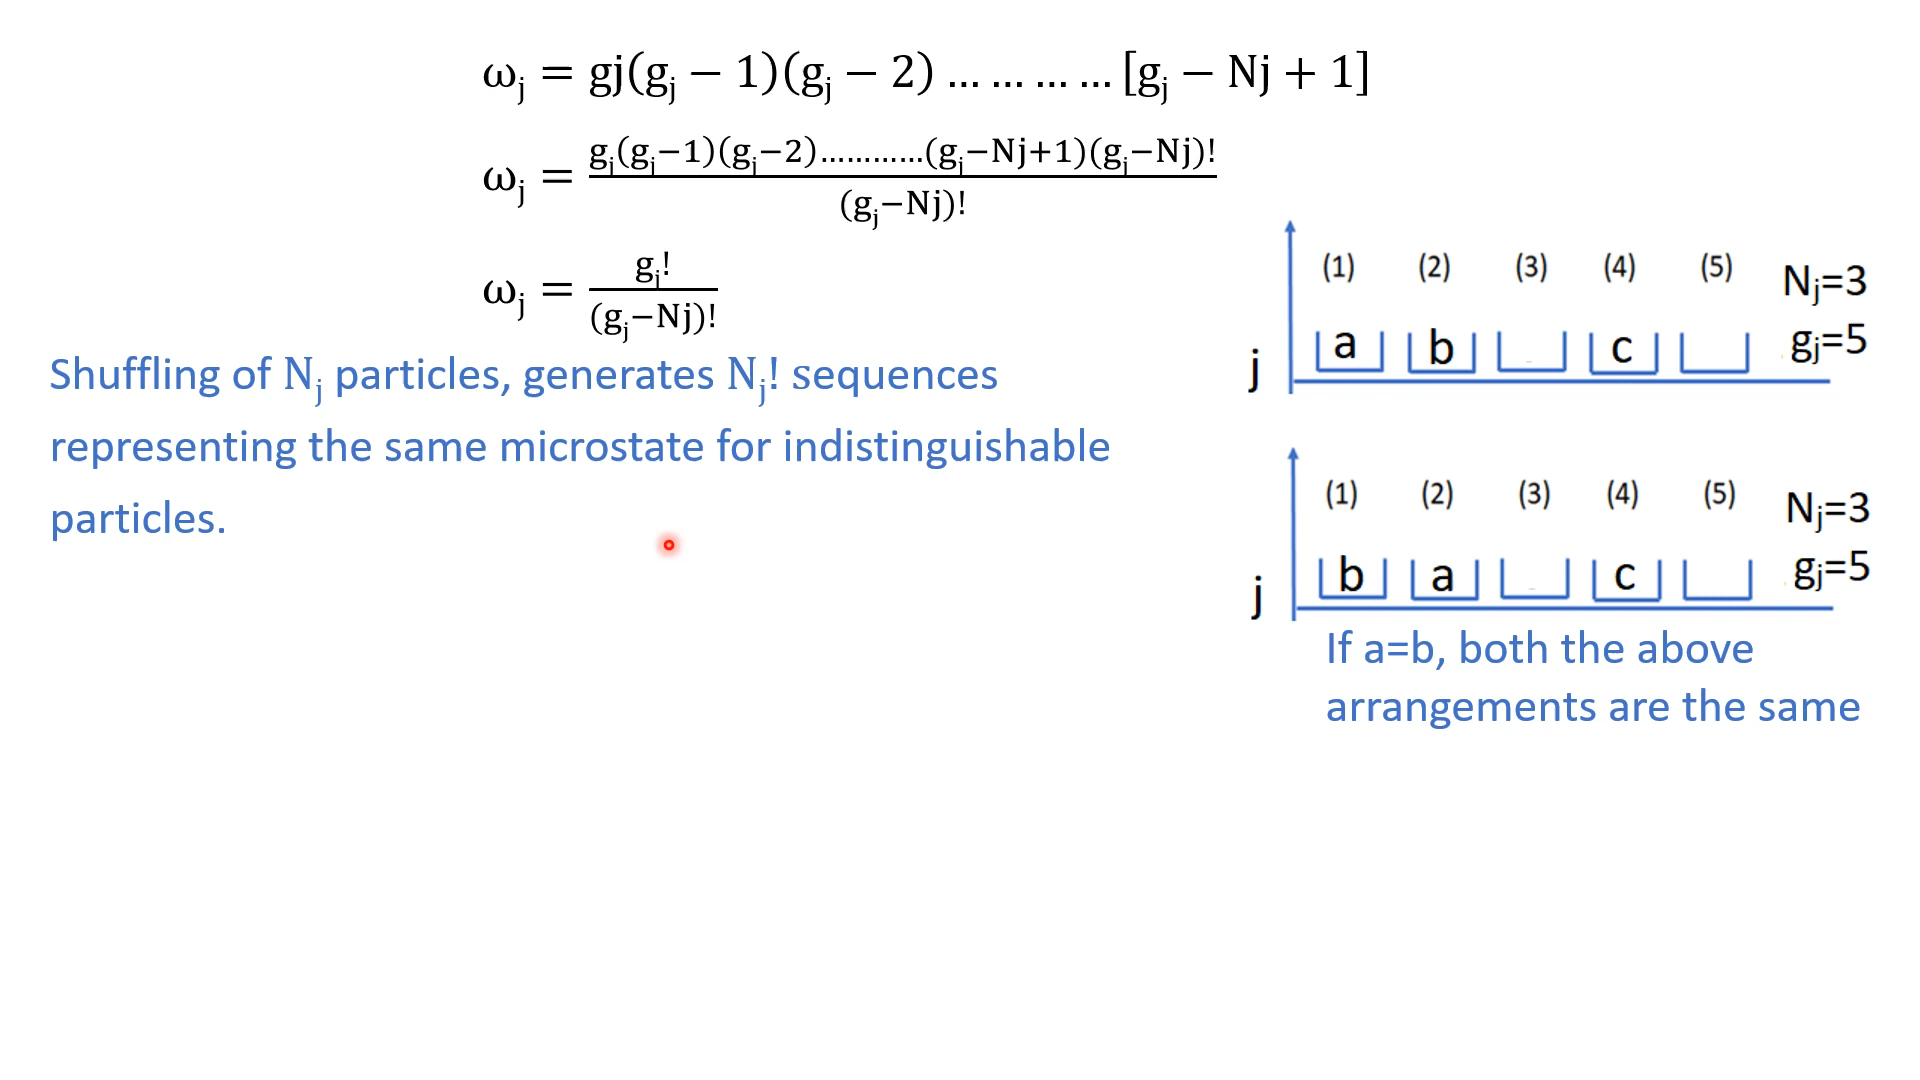 ωⱼ = gj(gⱼ − 1)(gⱼ − 2) … … … … [gⱼ − Nj + 1]
ωⱼ = gⱼ(gⱼ−1)(gⱼ−2)…………(gⱼ−Nj+1)(gⱼ−Nj)! / (gⱼ−Nj)!
ωⱼ = gⱼ! / (gⱼ−Nj)!
Shuffling of Nⱼ particles, generates Nⱼ! sequences
representing the same microstate for indistinguishable
particles.
(1) (2) (3) (4) (5) Nⱼ=3
j a b c gⱼ=5
(1) (2) (3) (4) (5) Nⱼ=3
j b a c gⱼ=5
If a=b, both the above
arrangements are the same